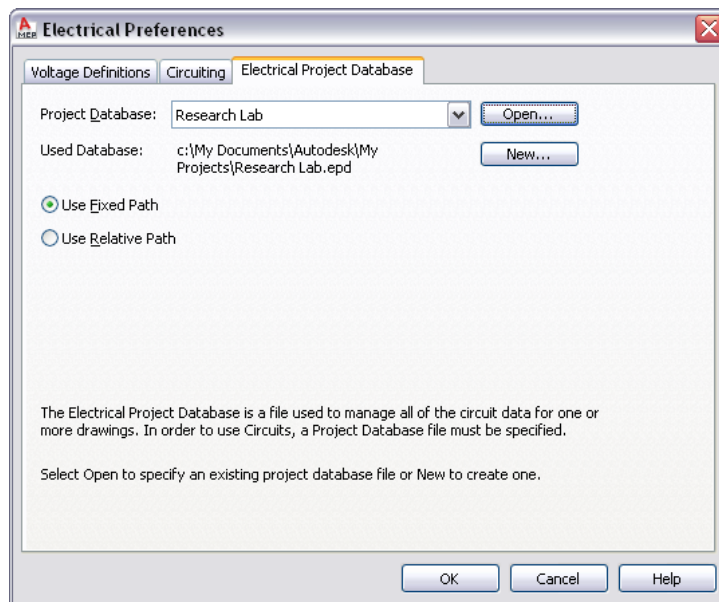 A
MEP
Electrical Preferences
Voltage Definitions
Circuiting
Electrical Project Database
Project Database:
Research Lab
Open...
Used Database:
c:\My Documents\Autodesk\My
Projects\Research Lab.epd
New...
Use Fixed Path
Use Relative Path
The Electrical Project Database is a file used to manage all of the circuit data for one or
more drawings. In order to use Circuits, a Project Database file must be specified.
Select Open to specify an existing project database file or New to create one.
OK
Cancel
Help